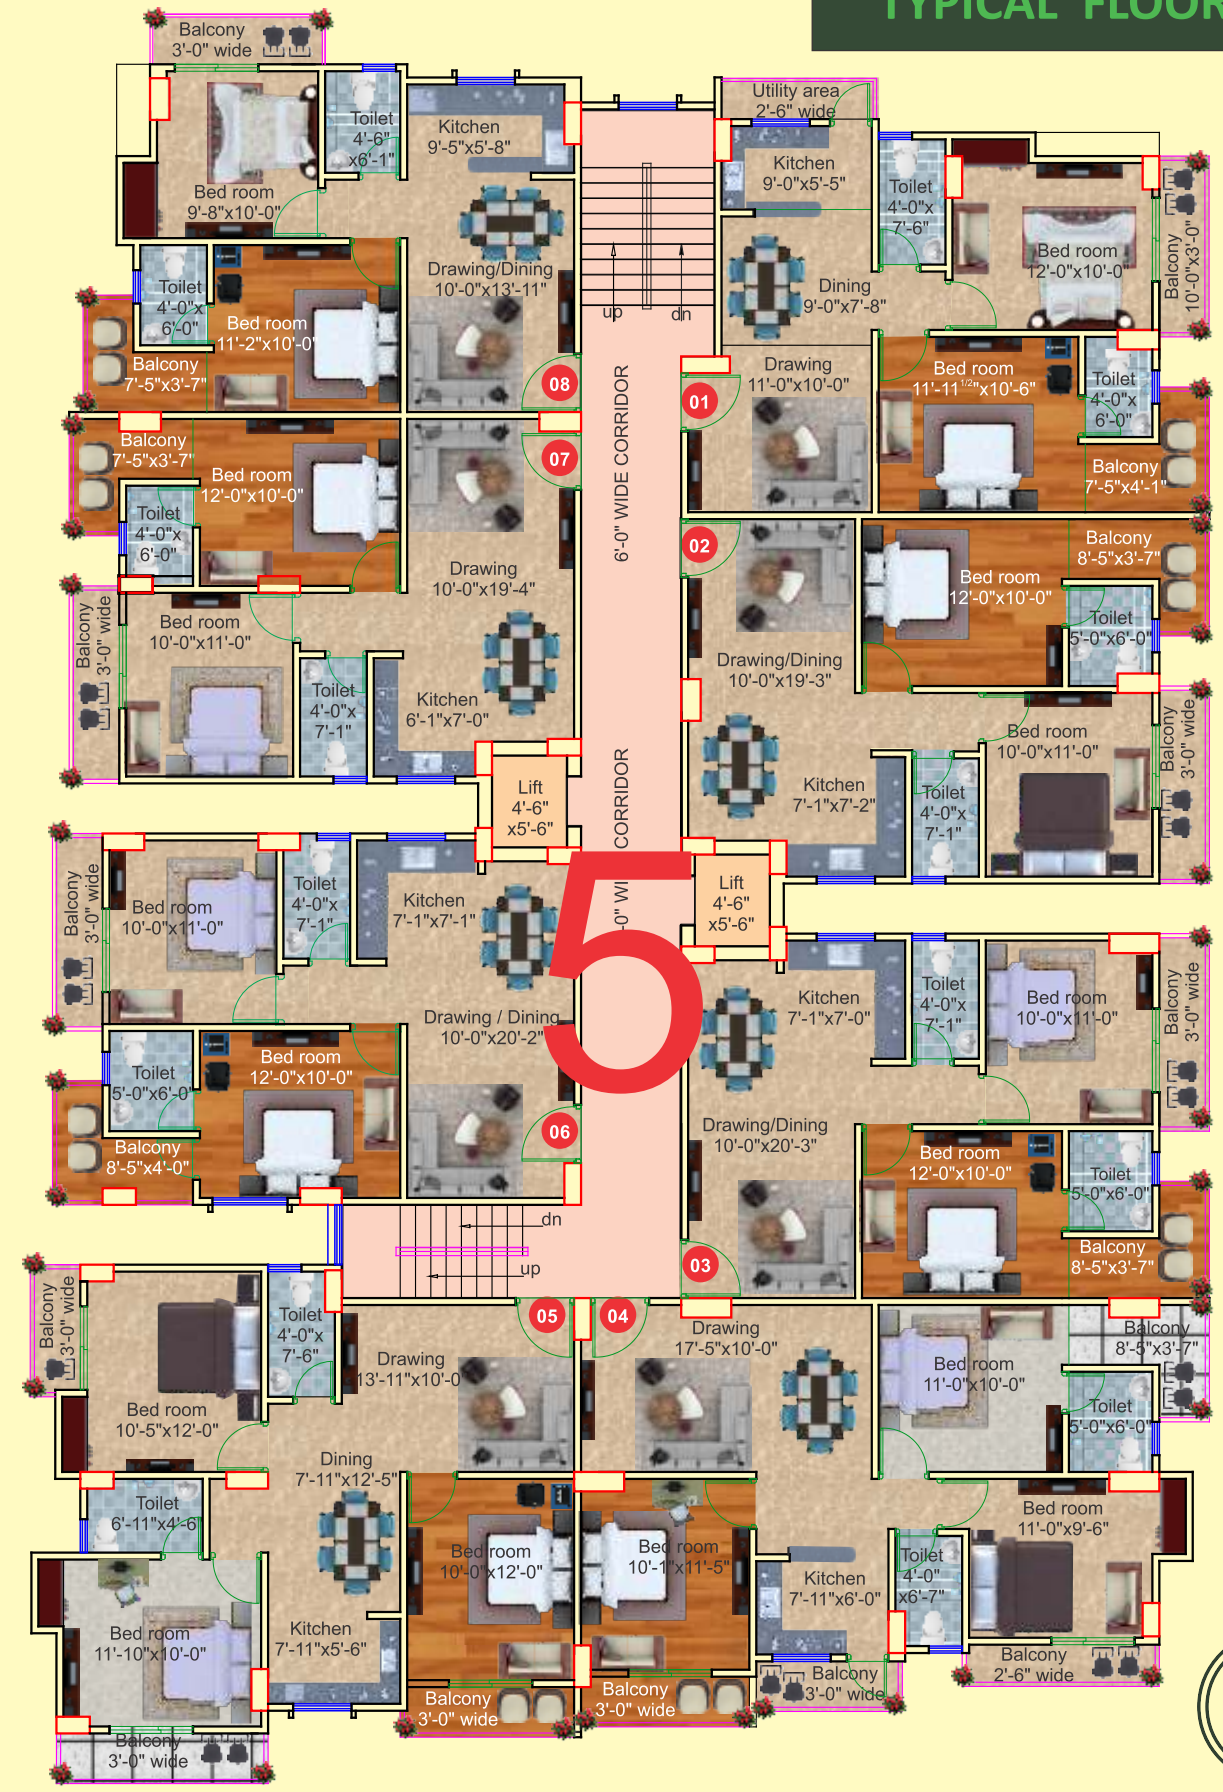 TYPICAL FLOOR
Balcony
3'-0" wide
Toilet
4'-6"
x6'-1"
Kitchen
9'-5"x5'-8"
Bed room
9'-8"x10'-0"
Drawing/Dining
10'-0"x13'-11"
Toilet
4'-0"x
6'-0"
Bed room
11'-2"x10'-0"
Balcony
7'-5"x3'-7"
08
up
dn
Utility area
2'-6" wide
Kitchen
9'-0"x5'-5"
Toilet
4'-0"x
7'-6"
Bed room
12'-0"x10'-0"
Balcony
10'-0"x3'-0"
Dining
9'-0"x7'-8"
Drawing
11'-0"x10'-0"
01
Bed room
11'-11 1/2"x10'-6"
Toilet
4'-0"x
6'-0"
Balcony
7'-5"x4'-1"
6'-0" WIDE CORRIDOR
Balcony
7'-5"x3'-7"
Bed room
12'-0"x10'-0"
07
Toilet
4'-0"x
6'-0"
Drawing
10'-0"x19'-4"
Balcony
3'-0" wide
Bed room
10'-0"x11'-0"
Toilet
4'-0"x
7'-1"
Kitchen
6'-1"x7'-0"
Lift
4'-6"
x5'-6"
02
Balcony
8'-5"x3'-7"
Bed room
12'-0"x10'-0"
Toilet
5'-0"x6'-0"
Drawing/Dining
10'-0"x19'-3"
Bed room
10'-0"x11'-0"
Balcony
3'-0" wide
Kitchen
7'-1"x7'-2"
Toilet
4'-0"x
7'-1"
Lift
4'-6"
x5'-6"
-0" WI CORRIDOR
5
Balcony
3'-0" wide
Bed room
10'-0"x11'-0"
Toilet
4'-0"x
7'-1"
Kitchen
7'-1"x7'-1"
Drawing / Dining
10'-0"x20'-2"
Bed room
12'-0"x10'-0"
Toilet
5'-0"x6'-0"
Balcony
8'-5"x4'-0"
06
Kitchen
7'-1"x7'-0"
Toilet
4'-0"x
7'-1"
Bed room
10'-0"x11'-0"
Balcony
3'-0" wide
Drawing/Dining
10'-0"x20'-3"
Bed room
12'-0"x10'-0"
Toilet
5'-0"x6'-0"
Balcony
8'-5"x3'-7"
03
dn
up
Balcony
3'-0" wide
Toilet
4'-0"x
7'-6"
05
Drawing
13'-11"x10'-0
Bed room
10'-5"x12'-0"
Dining
7'-11"x12'-5"
Toilet
6'-11"x4'-6
Bed room
10'-0"x12'-0"
Bed room
11'-10"x10'-0"
Kitchen
7'-11"x5'-6"
Balcony
3'-0" wide
Balcony
3'-0" wide
04
Drawing
17'-5"x10'-0"
Bed room
11'-0"x10'-0"
Balcony
8'-5"x3'-7"
Toilet
5'-0"x6'-0"
Bed room
11'-0"x9'-6"
Bed room
10'-1"x11'-5"
Kitchen
7'-11"x6'-0"
Toilet
4'-0"
x6'-7"
Balcony
3'-0" wide
Balcony
3'-0" wide
Balcony
2'-6" wide